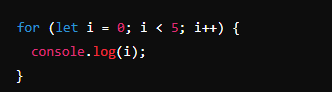 for (let i = 0; i < 5; i++) {
  console.log(i);
}